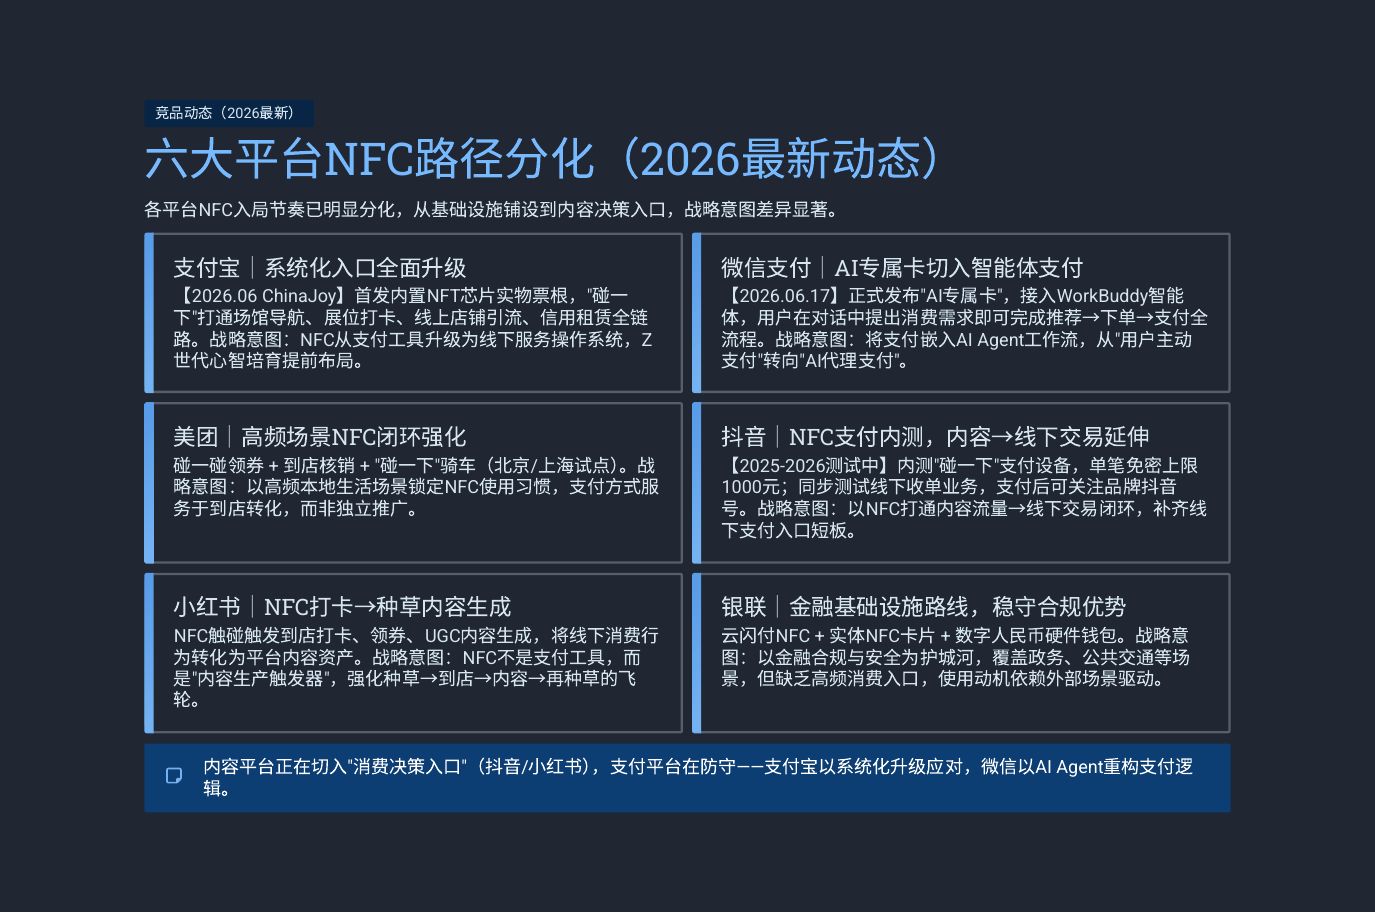 竞品动态（2026最新）
六大平台NFC路径分化（2026最新动态）
各平台NFC入局节奏已明显分化，从基础设施铺设到内容决策入口，战略意图差异显著。
支付宝｜系统化入口全面升级
【2026.06 ChinaJoy】首发内置NFT芯片实物票根，"碰一
下"打通场馆导航、展位打卡、线上店铺引流、信用租赁全链
路。战略意图：NFC从支付工具升级为线下服务操作系统，Z
世代心智培育提前布局。
微信支付｜AI专属卡切入智能体支付
【2026.06.17】正式发布"AI专属卡"，接入WorkBuddy智能
体，用户在对话中提出消费需求即可完成推荐→下单→支付全
流程。战略意图：将支付嵌入AI Agent工作流，从"用户主动
支付"转向"AI代理支付"。
美团｜高频场景NFC闭环强化
碰一碰领券 + 到店核销 + "碰一下"骑车（北京/上海试点）。战
略意图：以高频本地生活场景锁定NFC使用习惯，支付方式服
务于到店转化，而非独立推广。
抖音｜NFC支付内测，内容→线下交易延伸
【2025-2026测试中】内测"碰一下"支付设备，单笔免密上限
1000元；同步测试线下收单业务，支付后可关注品牌抖音
号。战略意图：以NFC打通内容流量→线下交易闭环，补齐线
下支付入口短板。
小红书｜NFC打卡→种草内容生成
NFC触碰触发到店打卡、领券、UGC内容生成，将线下消费行
为转化为平台内容资产。战略意图：NFC不是支付工具，而
是"内容生产触发器"，强化种草→到店→内容→再种草的飞
轮。
银联｜金融基础设施路线，稳守合规优势
云闪付NFC + 实体NFC卡片 + 数字人民币硬件钱包。战略意
图：以金融合规与安全为护城河，覆盖政务、公共交通等场
景，但缺乏高频消费入口，使用动机依赖外部场景驱动。
内容平台正在切入"消费决策入口"（抖音/小红书），支付平台在防守——支付宝以系统化升级应对，微信以AI Agent重构支付逻
辑。